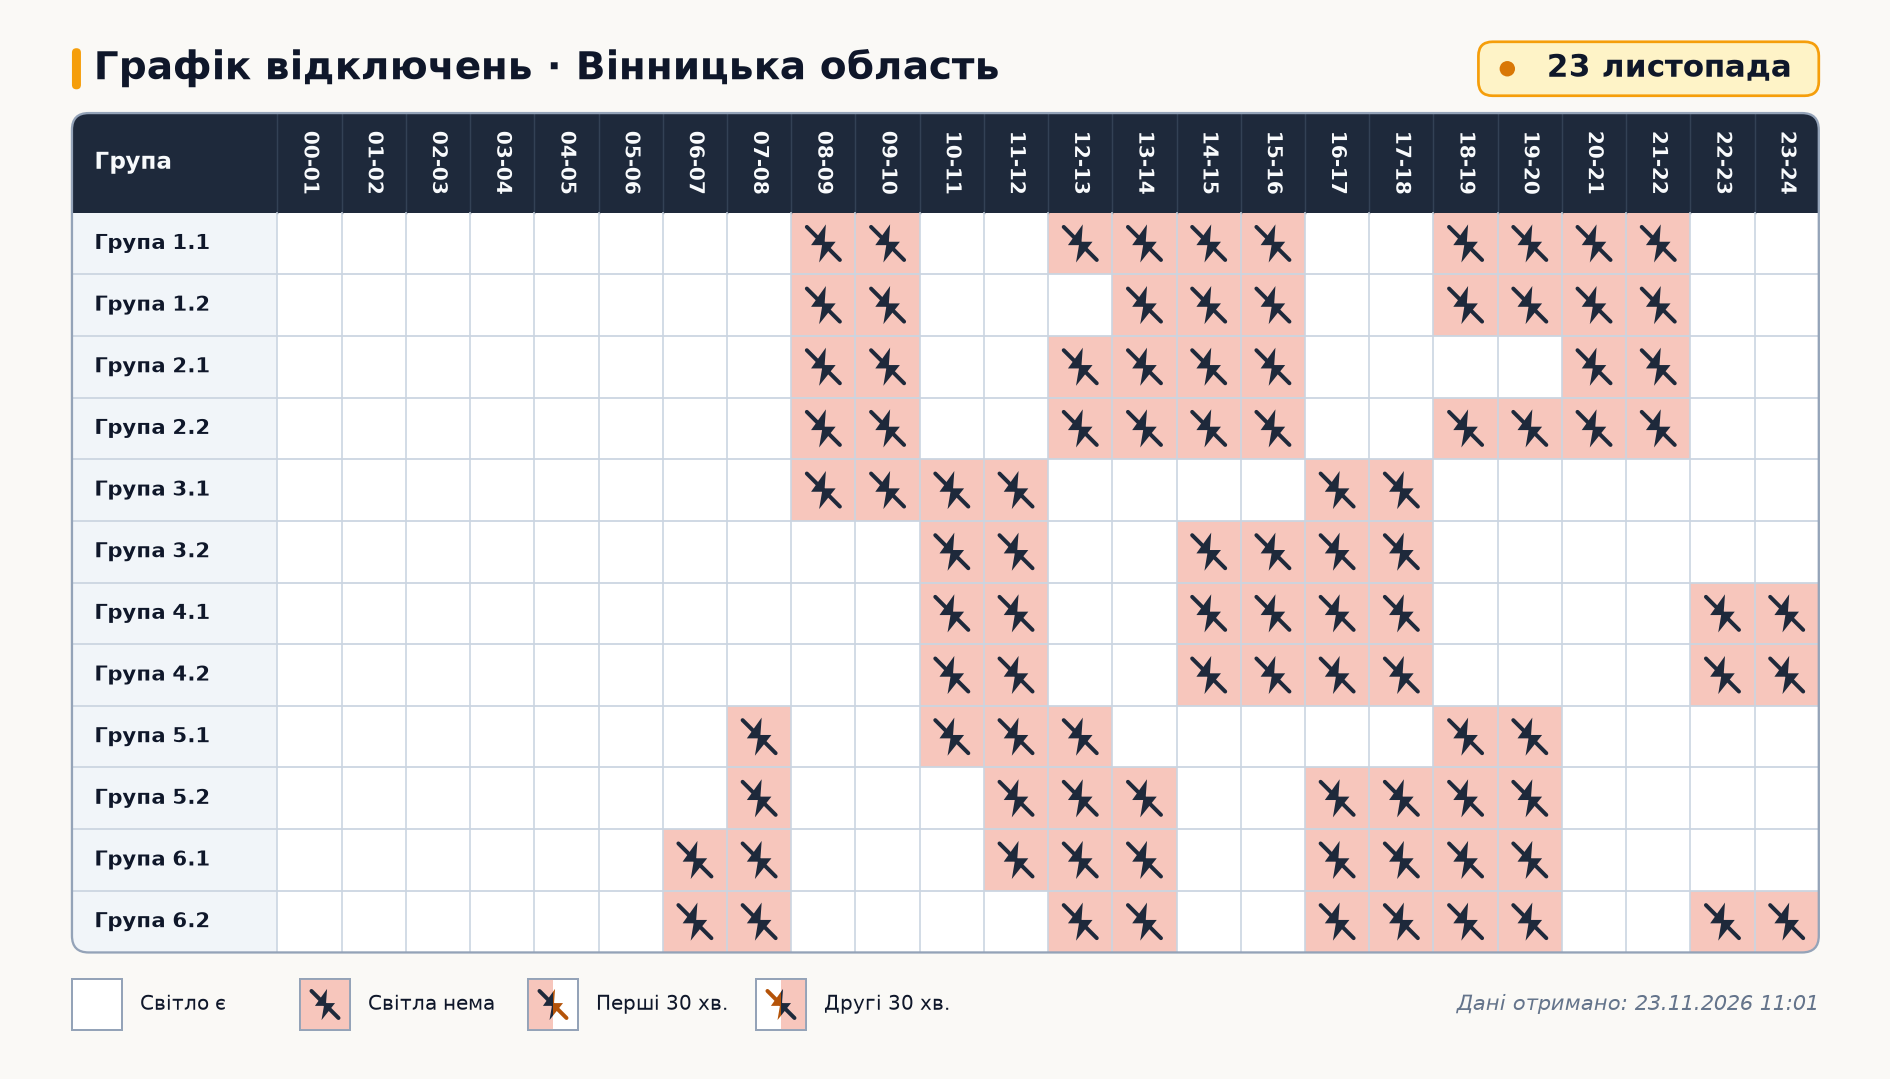 Графік відключень · Вінницька область
23 листопада
Група 00-01 01-02 02-03 03-04 04-05 05-06 06-07 07-08 08-09 09-10 10-11 11-12 12-13 13-14 14-15 15-16 16-17 17-18 18-19 19-20 20-21 21-22 22-23 23-24
Група 1.1
Група 1.2
Група 2.1
Група 2.2
Група 3.1
Група 3.2
Група 4.1
Група 4.2
Група 5.1
Група 5.2
Група 6.1
Група 6.2
Світло є Світла нема Перші 30 хв. Другі 30 хв.
Дані отримано: 23.11.2026 11:01